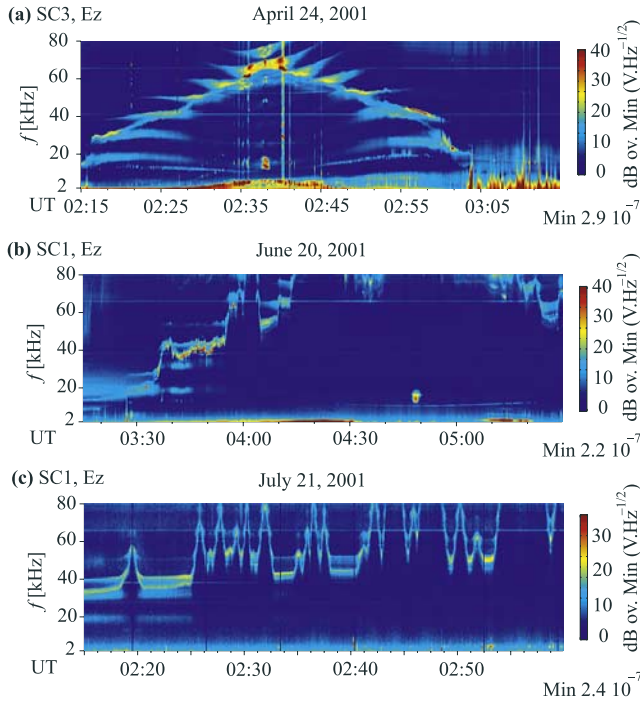 (a) SC3, Ez April 24, 2001
80
60
40
20
2
f [kHz]
UT 02:15 02:25 02:35 02:45 02:55 03:05
40
30
20
10
0
dB ov. Min (V.Hz-1/2)
Min 2.9 10-7
(b) SC1, Ez June 20, 2001
80
60
40
20
2
f [kHz]
UT 03:30 04:00 04:30 05:00
40
30
20
10
0
dB ov. Min (V.Hz-1/2)
Min 2.2 10-7
(c) SC1, Ez July 21, 2001
80
60
40
20
2
f [kHz]
UT 02:20 02:30 02:40 02:50
30
20
10
0
dB ov. Min (V.Hz-1/2)
Min 2.4 10-7